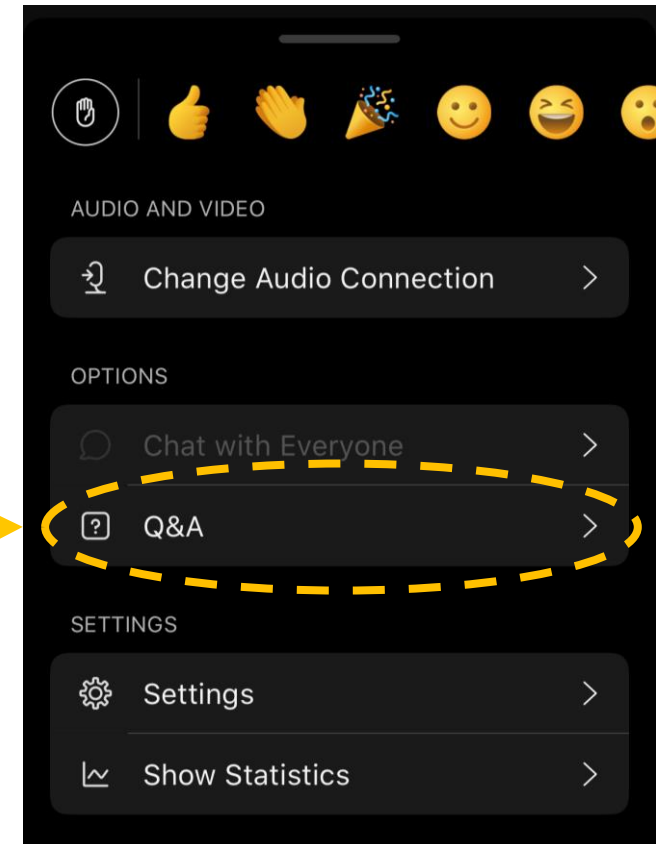 AUDIO AND VIDEO
Change Audio Connection
OPTIONS
Chat with Everyone
Q&A
SETTINGS
Settings
Show Statistics